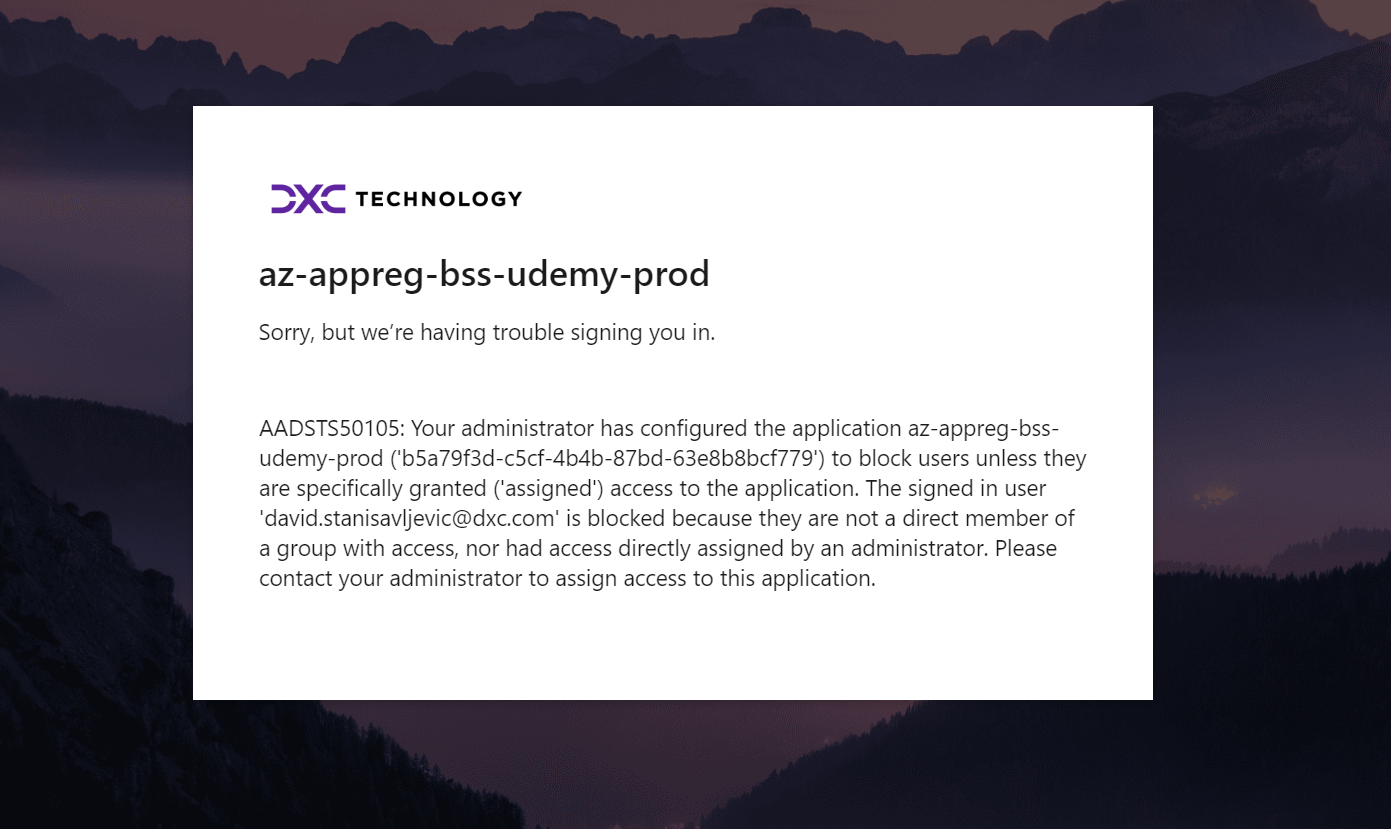 DXC TECHNOLOGY
az-appreg-bss-udemy-prod
Sorry, but we’re having trouble signing you in.
AADSTS50105: Your administrator has configured the application az-appreg-bss-
udemy-prod ('b5a79f3d-c5cf-4b4b-87bd-63e8b8bcf779') to block users unless they
are specifically granted ('assigned') access to the application. The signed in user
'david.stanisavljevic@dxc.com' is blocked because they are not a direct member of
a group with access, nor had access directly assigned by an administrator. Please
contact your administrator to assign access to this application.